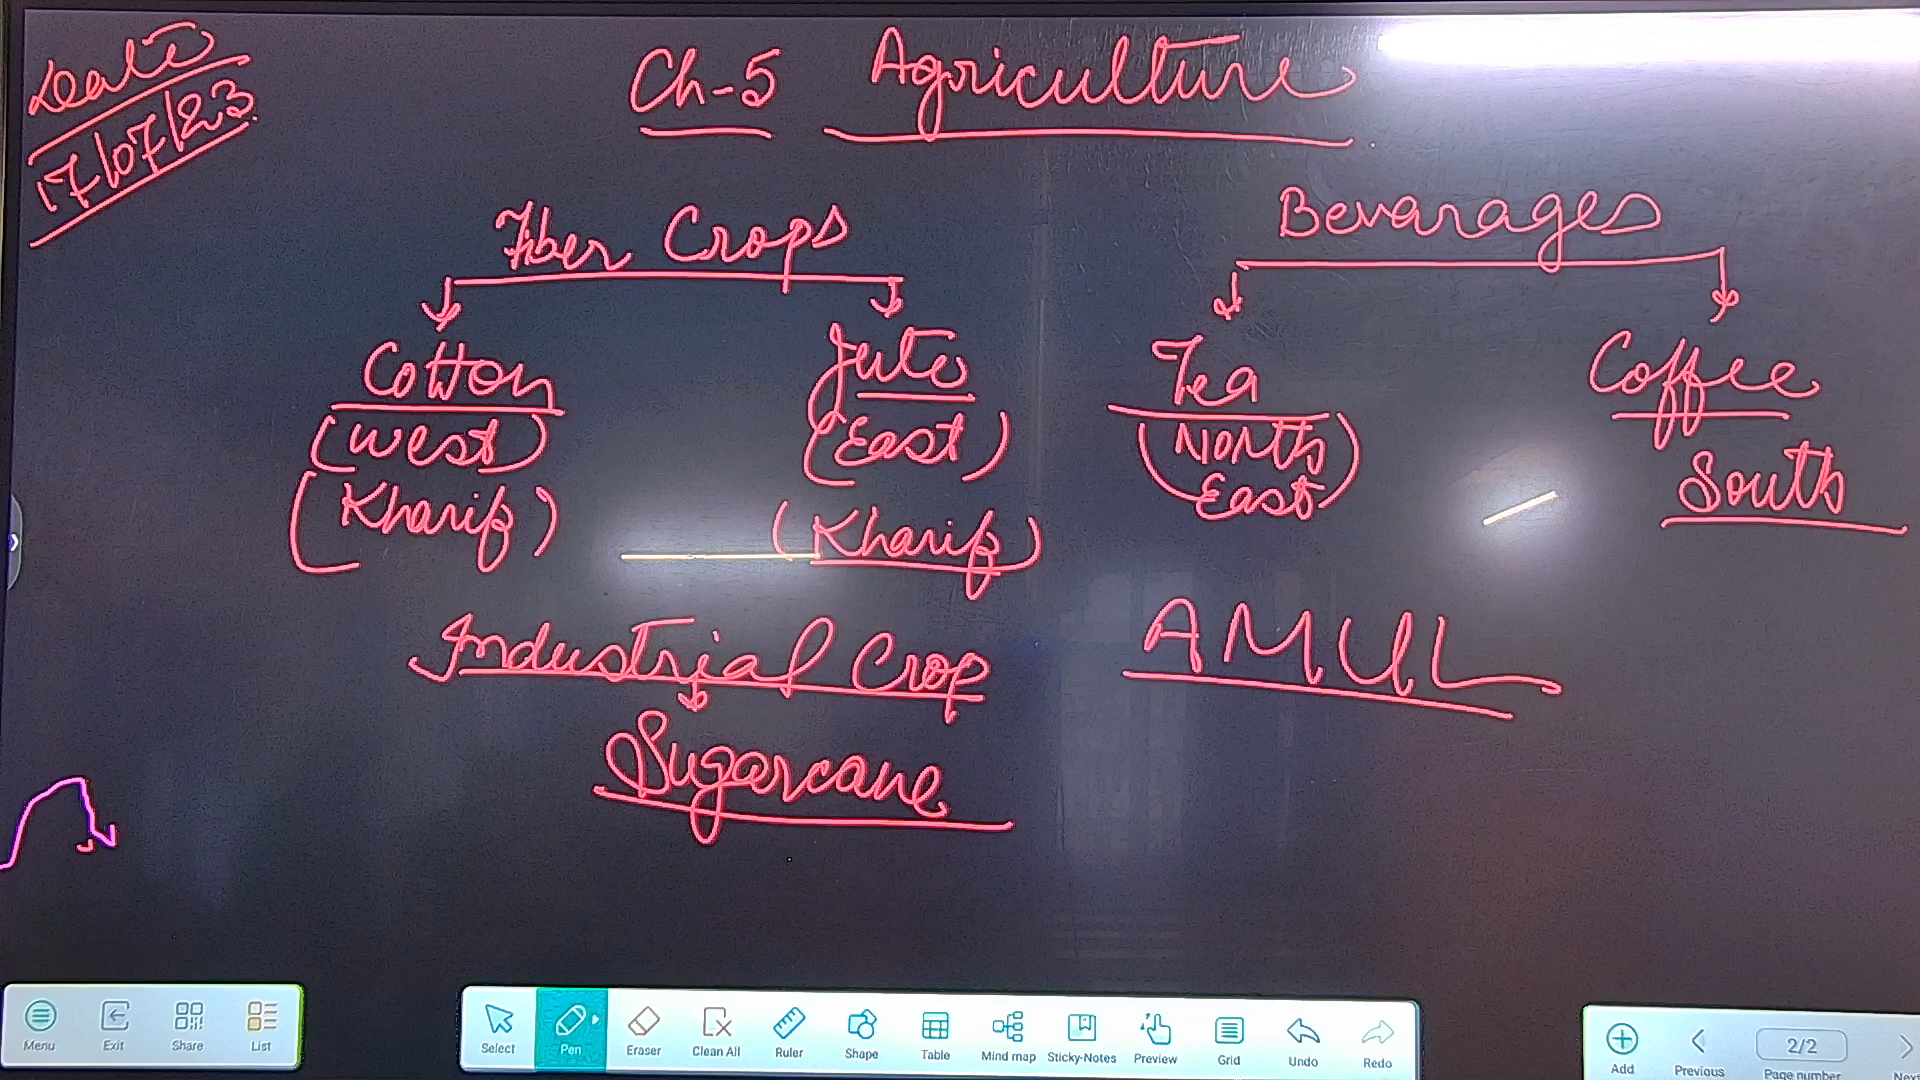 Date
17/07/23
Ch-5 Agriculture
Fiber Crops
Bevarages
Cotton
(West)
(Kharif)
Jute
(East)
(Kharif)
Tea
(North
East)
Coffee
South
Industrial Crop
Sugarcane
AMUL
Menu Exit Share List
Select Pen Eraser Clean All Ruler Shape Table Mind map Sticky-Notes Preview Grid Undo Redo
2/2
Add Previous Page number Next